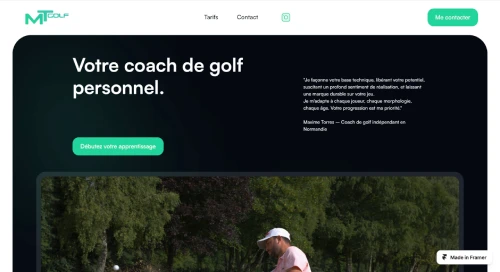 MT GOLF
Tarifs
Contact
Me contacter
Votre coach de golf
personnel.
"Je façonne votre base technique, libérant votre potentiel,
suscitant un profond sentiment de réalisation, et laissant
une marque durable sur votre jeu.
Je m'adapte à chaque joueur, chaque morphologie,
chaque âge. Votre progression est ma priorité."
Maxime Torres — Coach de golf indépendant en
Normandie
Débutez votre apprentissage
Made in Framer